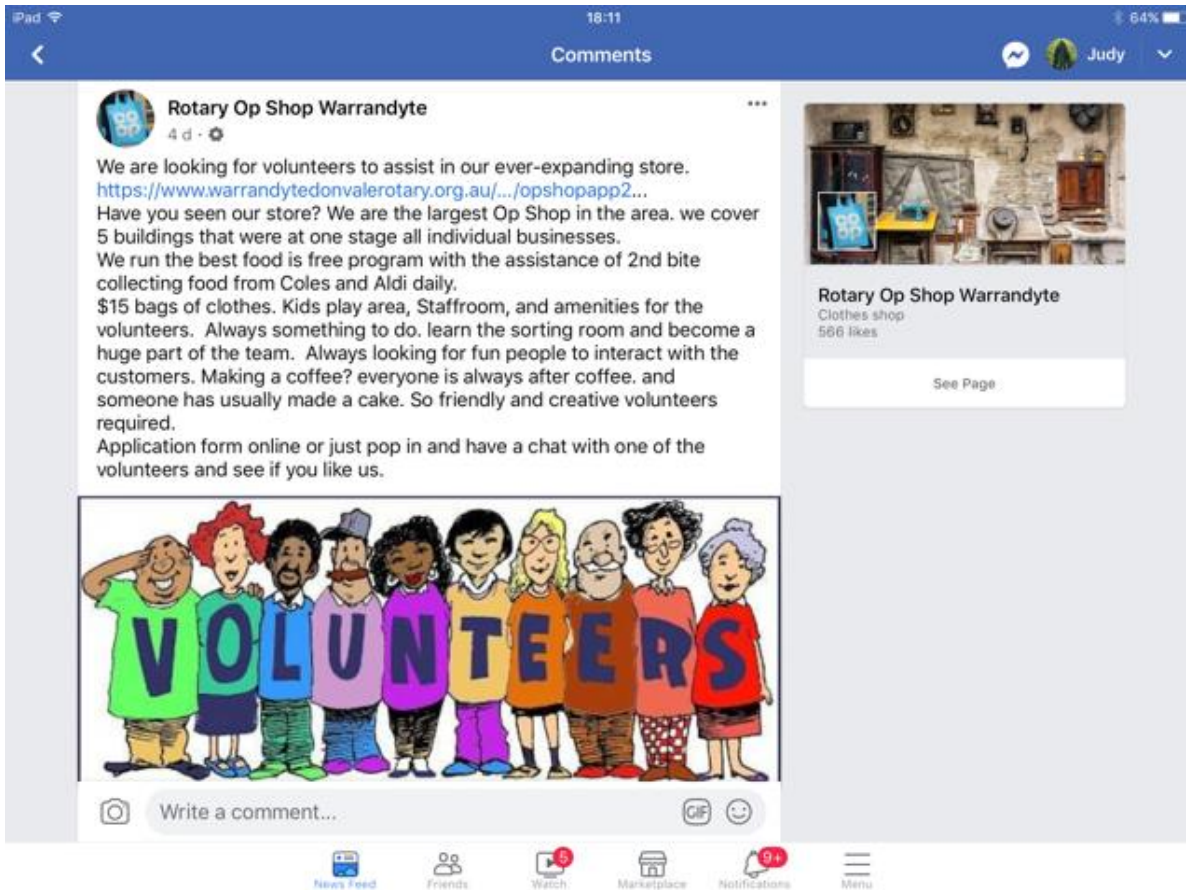 iPad 18:11 64%
Comments Judy
Rotary Op Shop Warrandyte
4 d
We are looking for volunteers to assist in our ever-expanding store.
https://www.warrandytedonvalerotary.org.au/.../opshopapp2...
Have you seen our store? We are the largest Op Shop in the area. we cover
5 buildings that were at one stage all individual businesses.
We run the best food is free program with the assistance of 2nd bite
collecting food from Coles and Aldi daily.
$15 bags of clothes. Kids play area, Staffroom, and amenities for the
volunteers.  Always something to do. learn the sorting room and become a
huge part of the team.  Always looking for fun people to interact with the
customers. Making a coffee? everyone is always after coffee. and
someone has usually made a cake. So friendly and creative volunteers
required.
Application form online or just pop in and have a chat with one of the
volunteers and see if you like us.
VOLUNTEERS
Write a comment... GIF
CO
OP
Rotary Op Shop Warrandyte
Clothes shop
566 likes
See Page
5 9+
News Feed Friends Watch Marketplace Notifications Menu